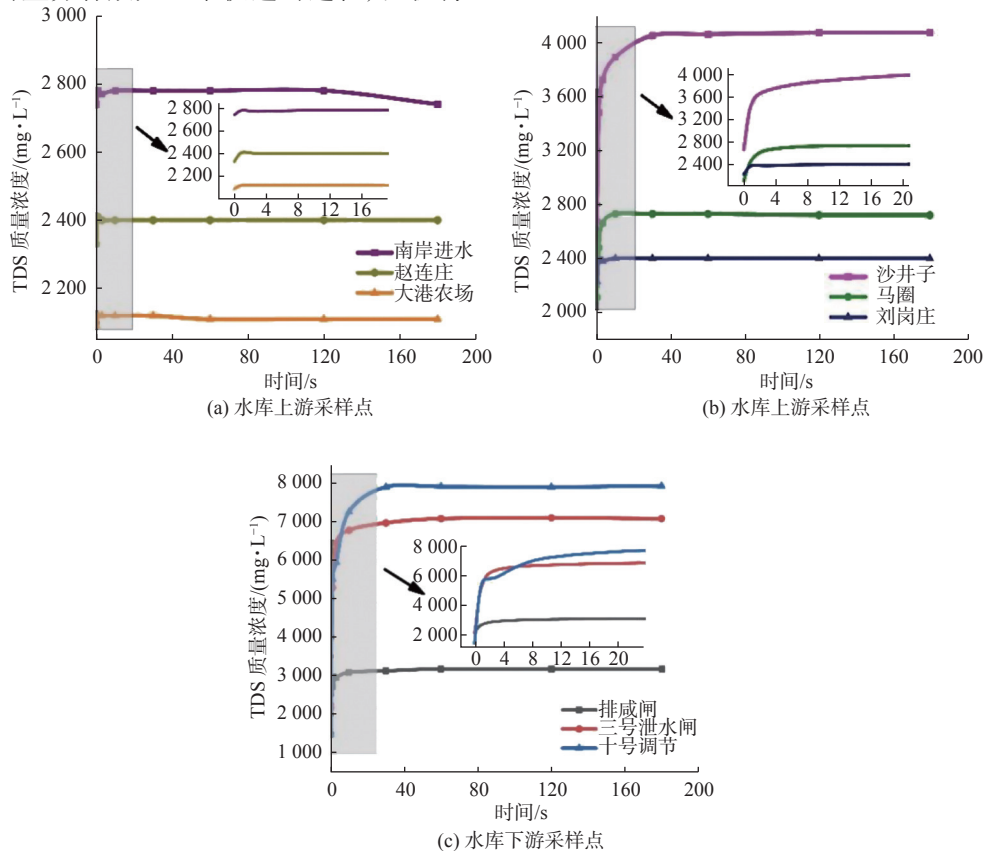 3 000
2 800
2 600
2 400
2 200
TDS 质量浓度/(mg·L⁻¹)
2 800
2 400
2 200
0 4 8 12 16
时间/s
南岸进水
赵连庄
大港农场
0 40 80 120 160 200
时间/s
(a) 水库上游采样点
4 000
3 600
3 200
2 800
2 400
2 000
TDS 质量浓度/(mg·L⁻¹)
4 000
3 600
3 200
2 800
2 400
0 4 8 12 16 20
时间/s
沙井子
马圈
刘岗庄
0 40 80 120 160 200
时间/s
(b) 水库上游采样点
8 000
7 000
6 000
5 000
4 000
3 000
2 000
1 000
TDS 质量浓度/(mg·L⁻¹)
8 000
6 000
4 000
2 000
0 4 8 12 16 20
时间/s
排咸闸
三号泄水闸
十号调节
0 40 80 120 160 200
时间/s
(c) 水库下游采样点